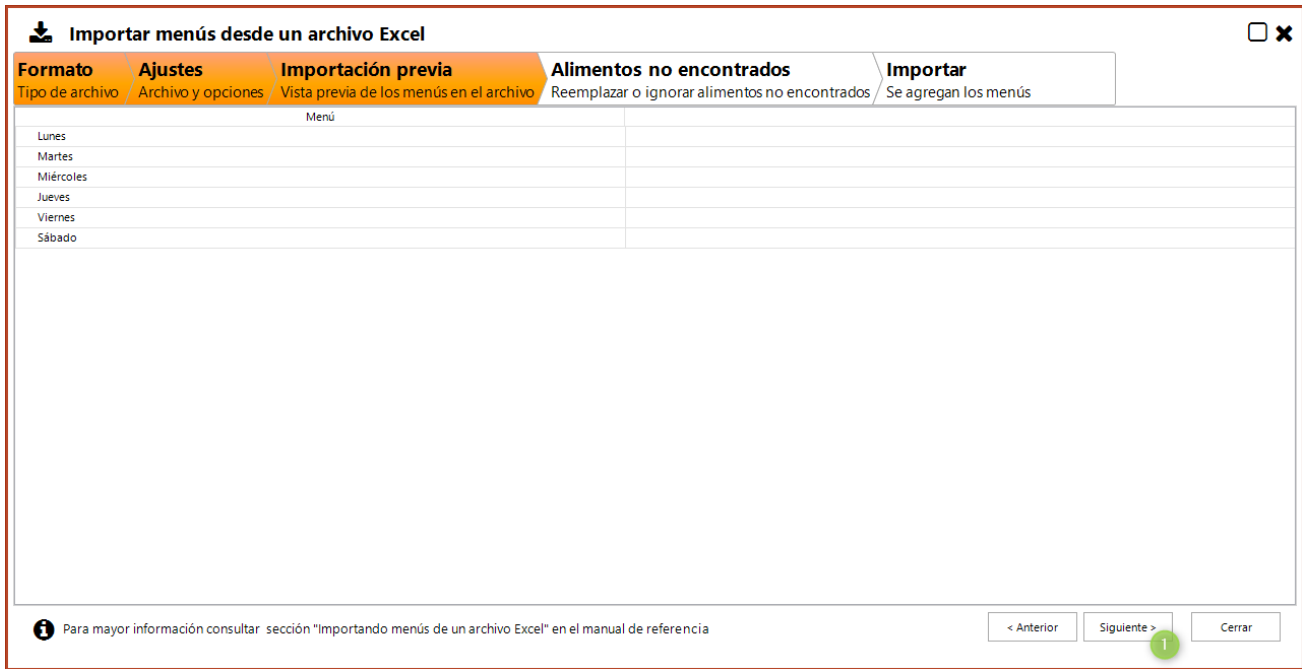 Importar menús desde un archivo Excel
Formato Ajustes Importación previa Alimentos no encontrados Importar
Tipo de archivo Archivo y opciones Vista previa de los menús en el archivo Reemplazar o ignorar alimentos no encontrados Se agregan los menús
Menú
Lunes
Martes
Miércoles
Jueves
Viernes
Sábado
Para mayor información consultar sección "Importando menús de un archivo Excel" en el manual de referencia
< Anterior Siguiente > Cerrar
1